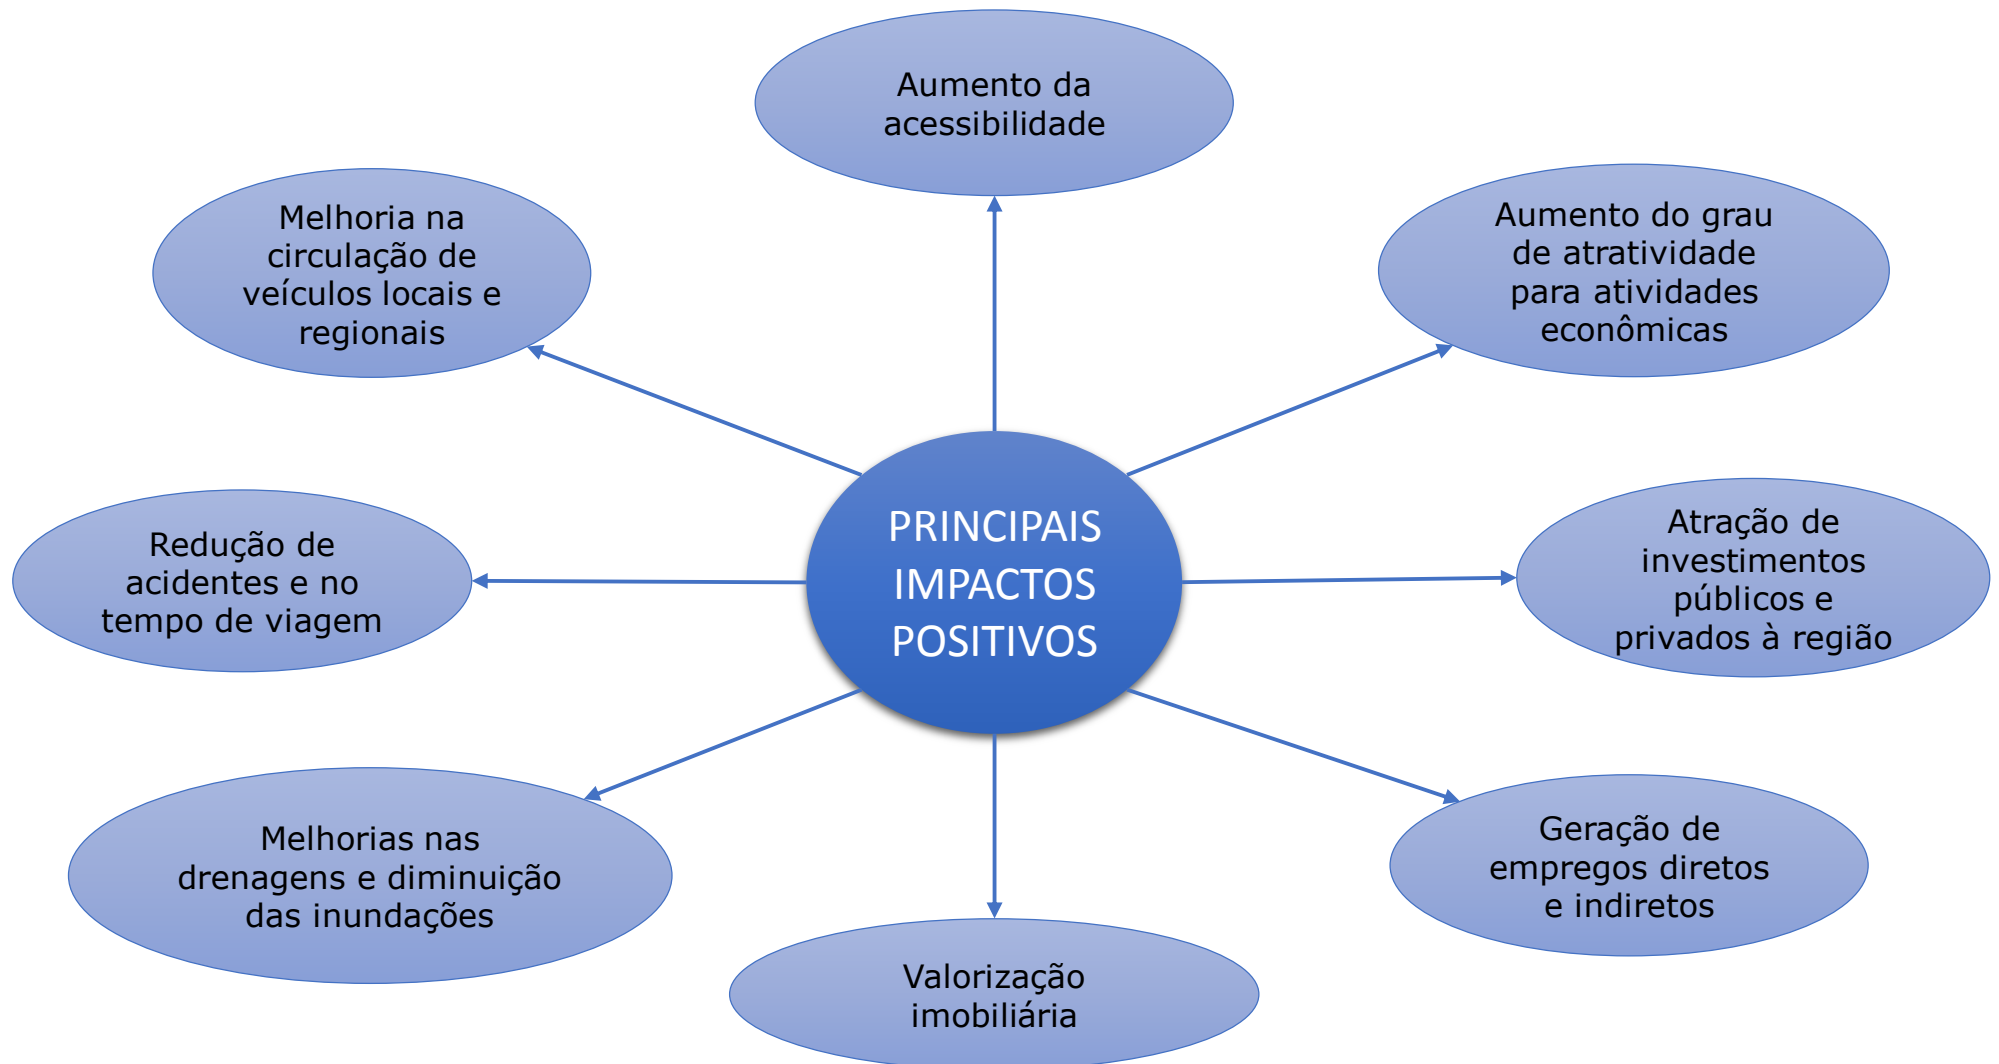 Aumento da
acessibilidade
Melhoria na
circulação de
veículos locais e
regionais
Aumento do grau
de atratividade
para atividades
econômicas
PRINCIPAIS
IMPACTOS
POSITIVOS
Redução de
acidentes e no
tempo de viagem
Atração de
investimentos
públicos e
privados à região
Melhorias nas
drenagens e diminuição
das inundações
Geração de
empregos diretos
e indiretos
Valorização
imobiliária